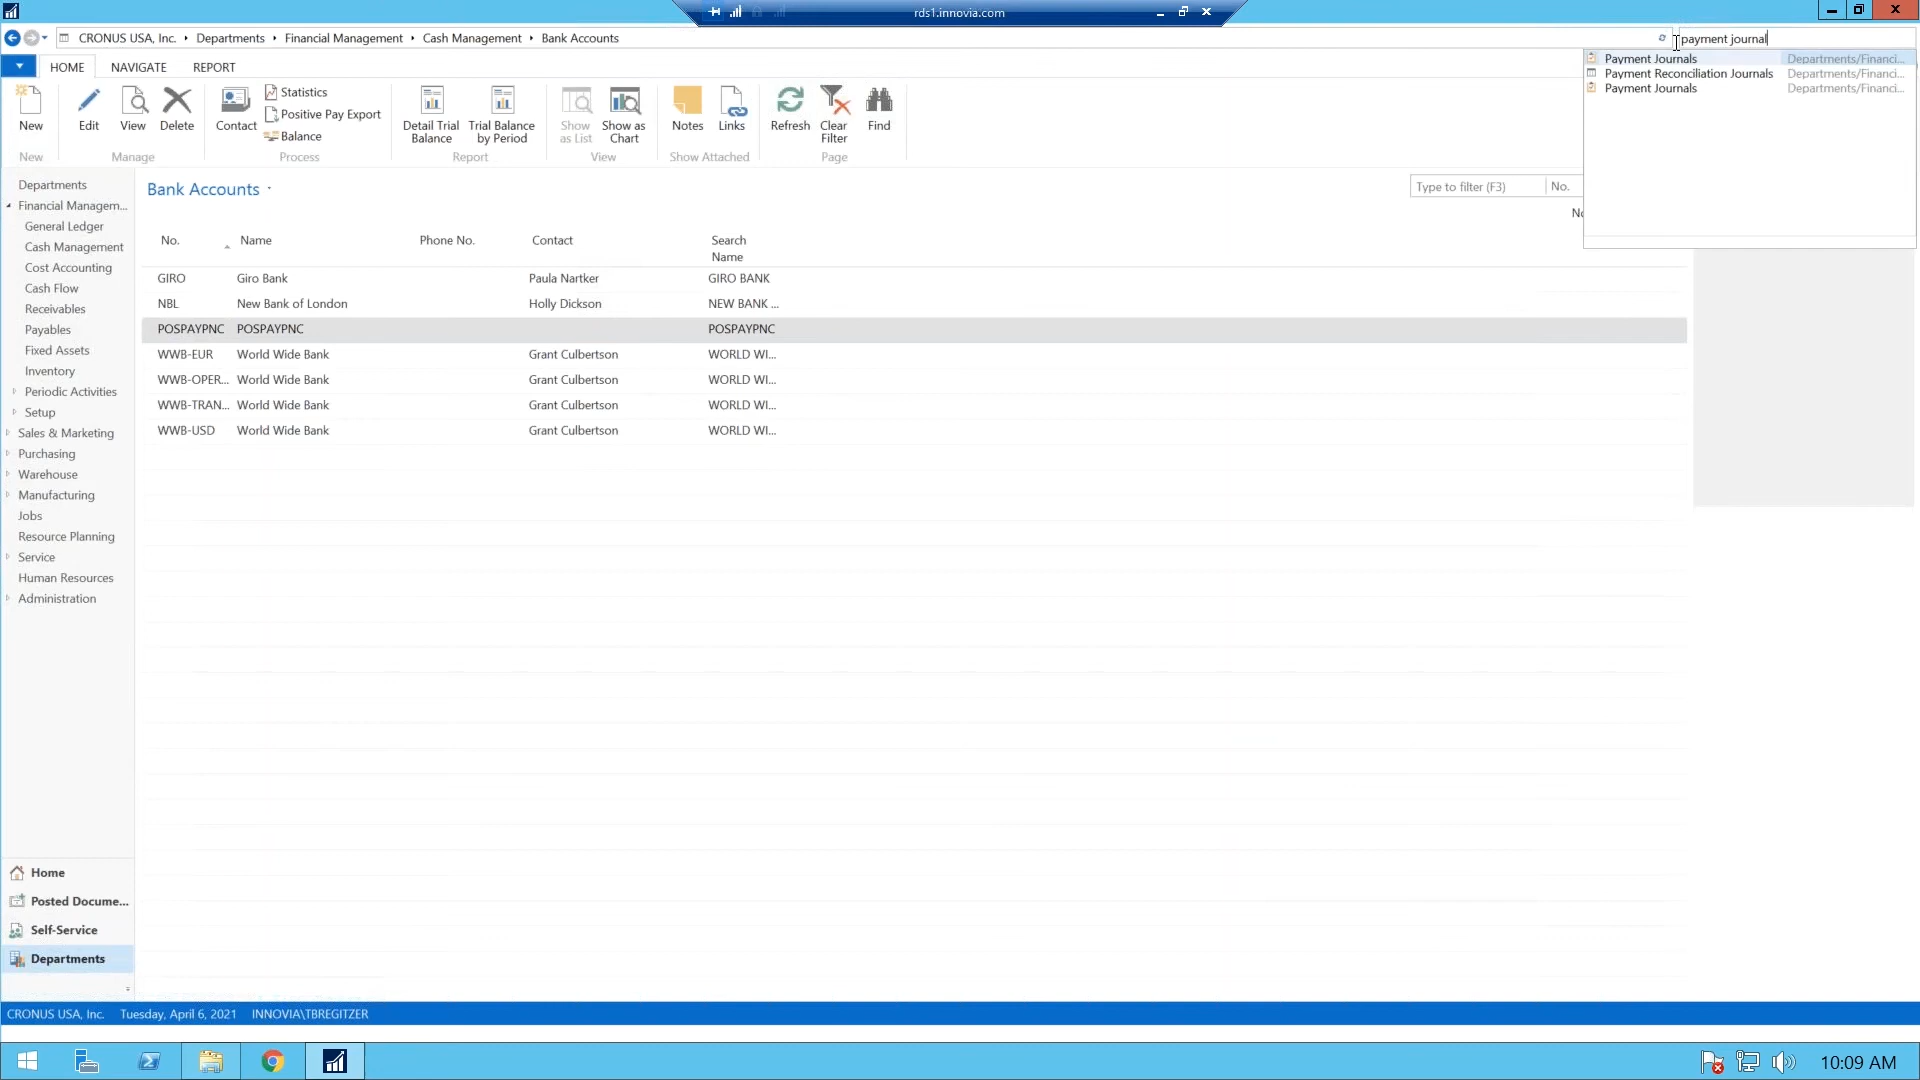 rds1.innovia.com
CRONUS USA, Inc. Departments Financial Management Cash Management Bank Accounts
payment journal
Payment Journals Departments/Financi...
Payment Reconciliation Journals Departments/Financi...
Payment Journals Departments/Financi...
HOME NAVIGATE REPORT
New
Edit
View
Delete
Contact
Statistics
Positive Pay Export
Balance
Detail Trial
Balance
Trial Balance
by Period
Show
as List
Show as
Chart
Notes
Links
Refresh
Clear
Filter
Find
New Manage Process Report View Show Attached Page
Departments
Financial Managem...
General Ledger
Cash Management
Cost Accounting
Cash Flow
Receivables
Payables
Fixed Assets
Inventory
Periodic Activities
Setup
Sales & Marketing
Purchasing
Warehouse
Manufacturing
Jobs
Resource Planning
Service
Human Resources
Administration
Home
Posted Docume...
Self-Service
Departments
Bank Accounts
Type to filter (F3) No.
No. Name Phone No. Contact Search
Name
GIRO Giro Bank Paula Nartker GIRO BANK
NBL New Bank of London Holly Dickson NEW BANK ...
POSPAYPNC POSPAYPNC POSPAYPNC
WWB-EUR World Wide Bank Grant Culbertson WORLD WI...
WWB-OPER... World Wide Bank Grant Culbertson WORLD WI...
WWB-TRAN... World Wide Bank Grant Culbertson WORLD WI...
WWB-USD World Wide Bank Grant Culbertson WORLD WI...
CRONUS USA, Inc. Tuesday, April 6, 2021 INNOVIA\TBREGITZER
10:09 AM